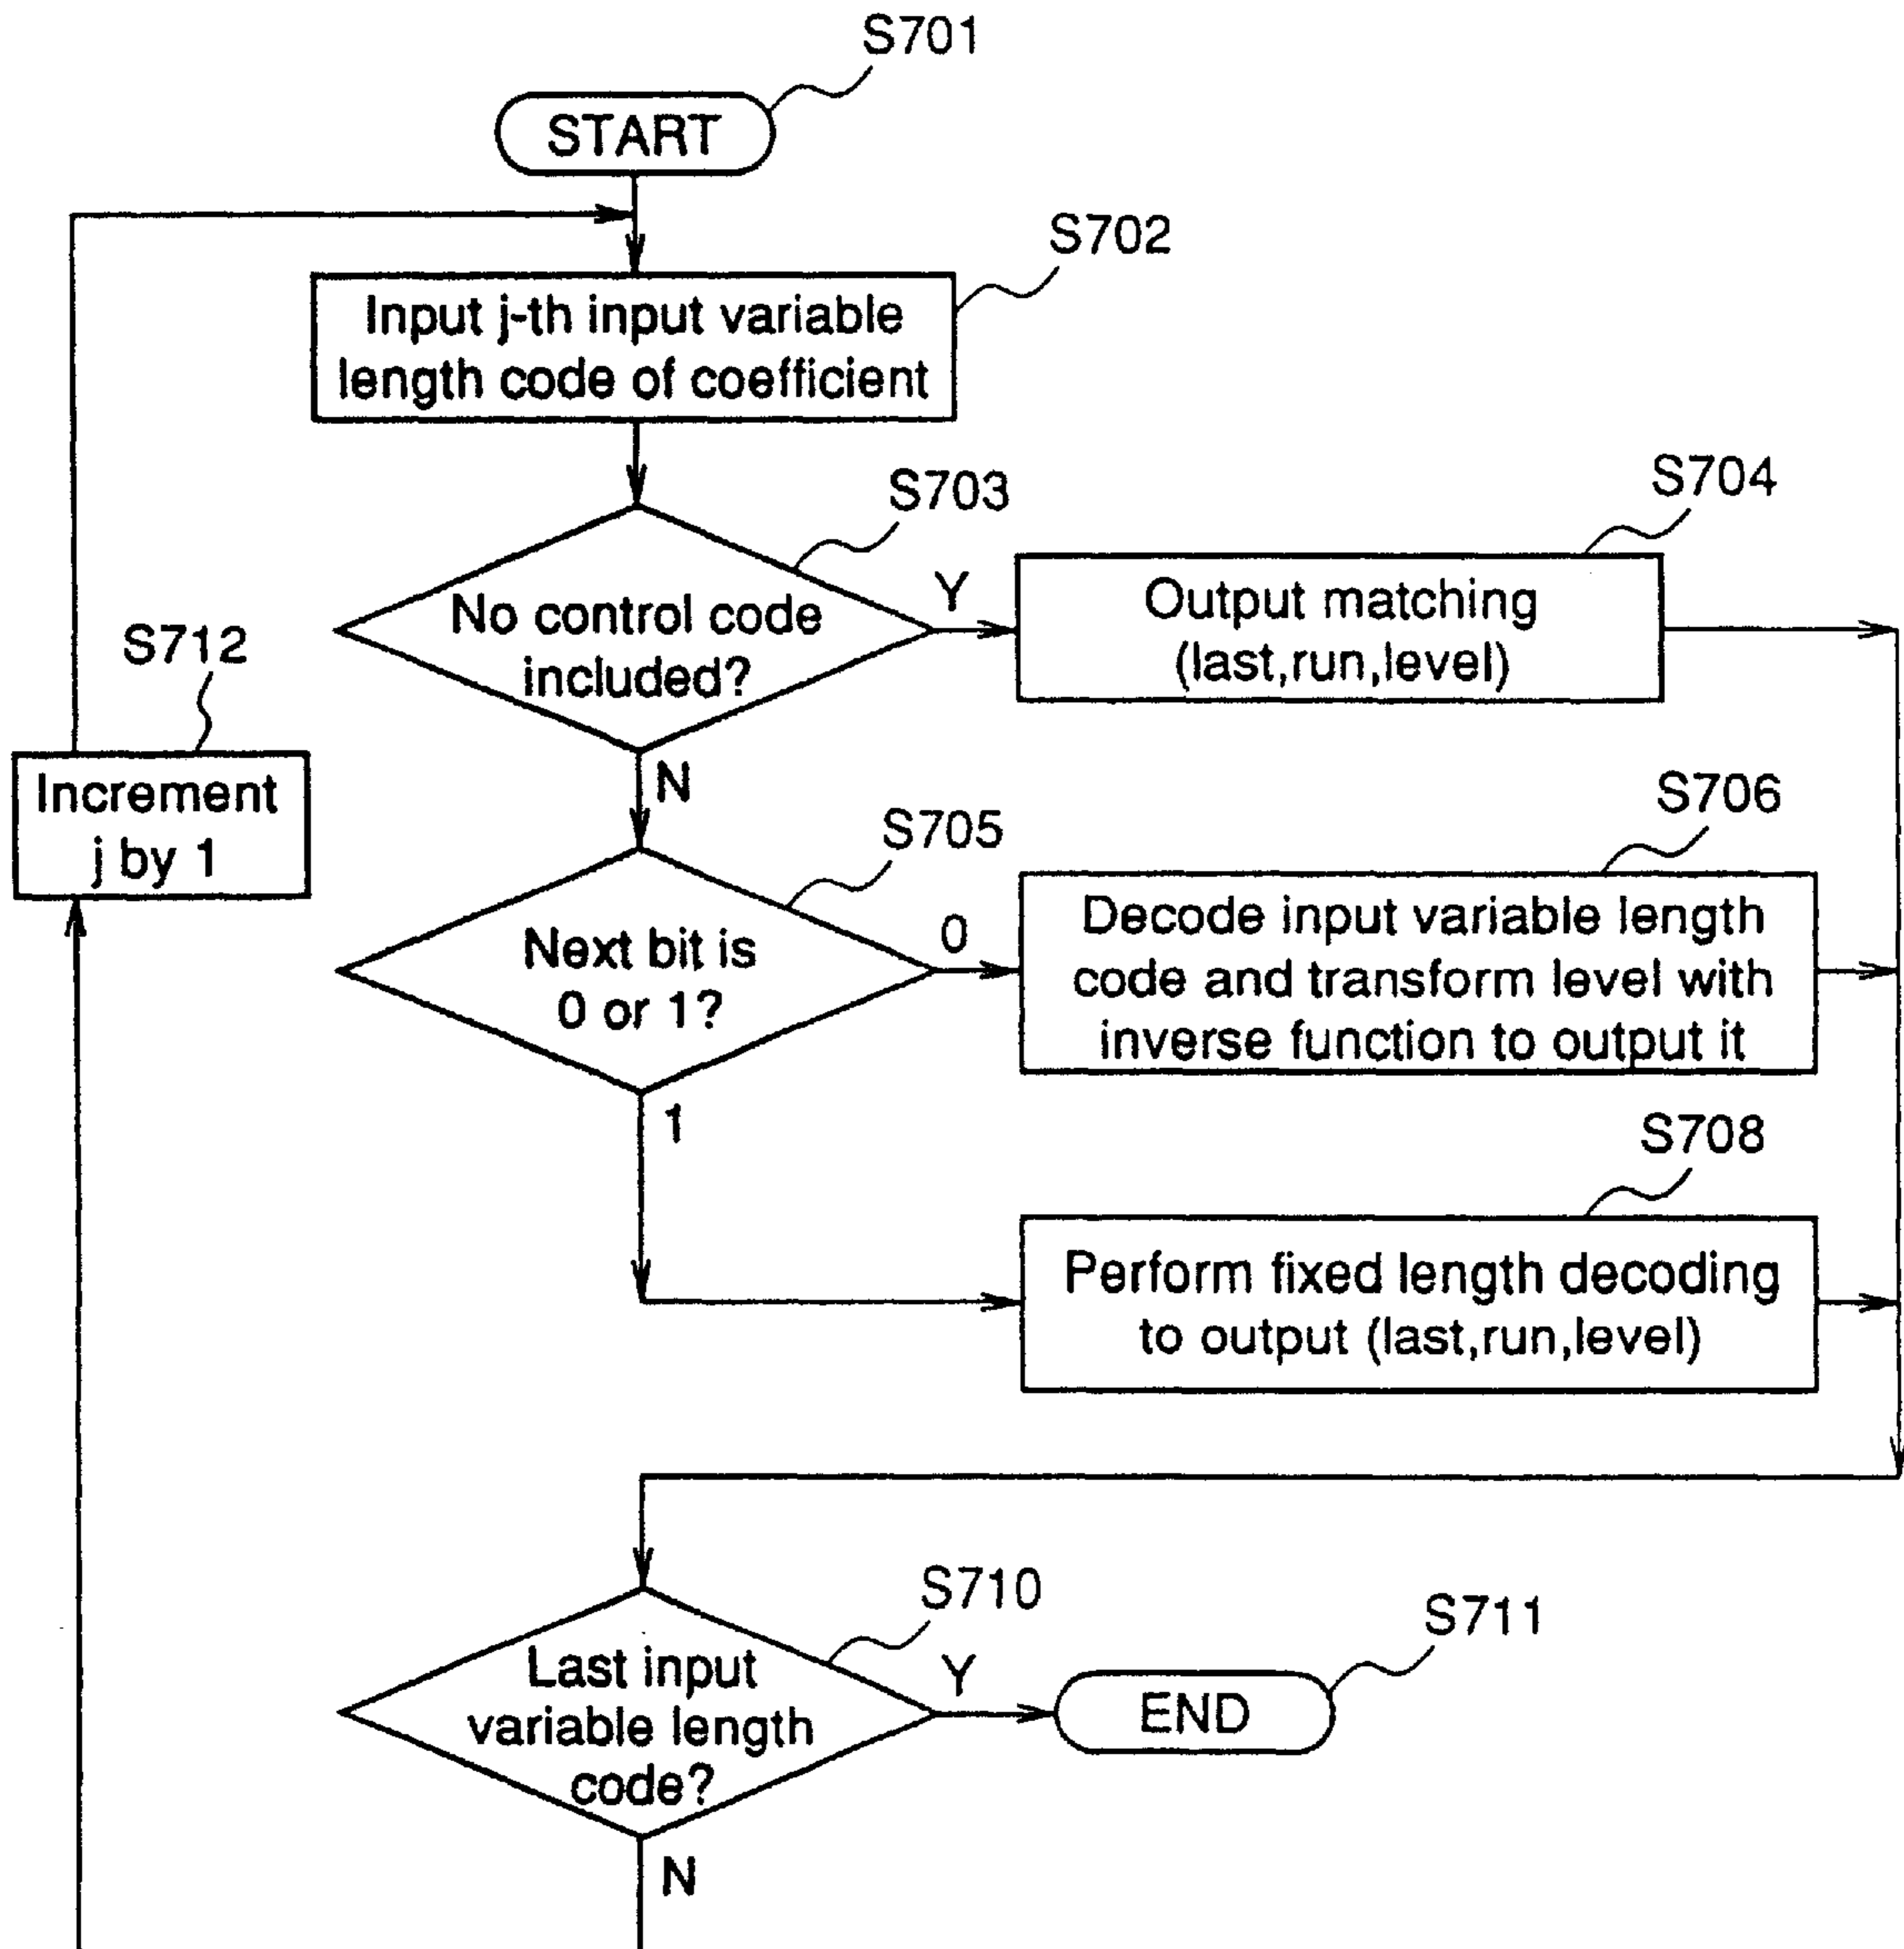 S701
START
S702
Input j-th input variable
length code of coefficient
S703
No control code
included?
Y
S704
Output matching
(last,run,level)
N
S712
Increment
j by 1
S705
Next bit is
0 or 1?
0
S706
Decode input variable length
code and transform level with
inverse function to output it
1
S708
Perform fixed length decoding
to output (last,run,level)
S710
Last input
variable length
code?
Y
S711
END
N